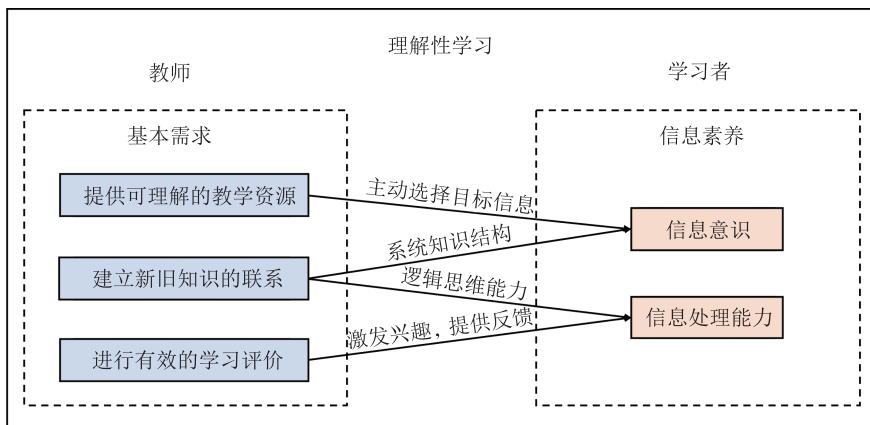 理解性学习
教师
学习者
基本需求
信息素养
提供可理解的教学资源
主动选择目标信息
信息意识
系统知识结构
建立新旧知识的联系
逻辑思维能力
信息处理能力
激发兴趣，提供反馈
进行有效的学习评价